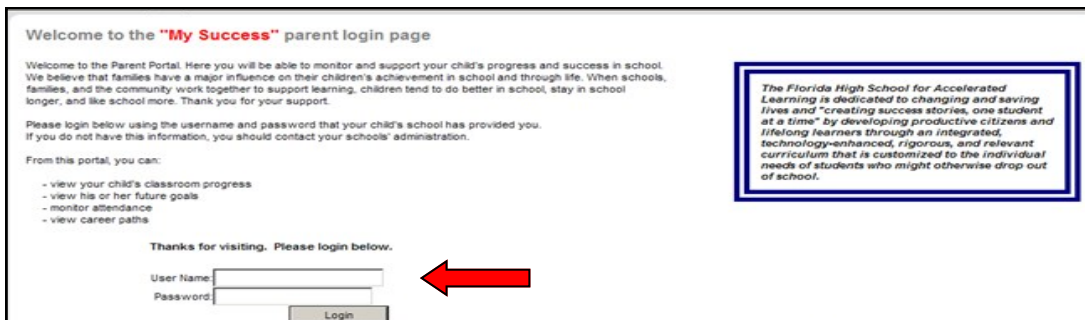 Welcome to the "My Success" parent login page
Welcome to the Parent Portal. Here you will be able to monitor and support your child's progress and success in school.
We believe that families have a major influence on their children's achievement in school and through life. When schools,
families, and the community work together to support learning, children tend to do better in school, stay in school
longer, and like school more. Thank you for your support.
Please login below using the username and password that your child's school has provided you.
If you do not have this information, you should contact your schools' administration.
From this portal, you can:
- view your child's classroom progress
- view his or her future goals
- monitor attendance
- view career paths
Thanks for visiting. Please login below.
User Name:
Password:
Login
The Florida High School for Accelerated
Learning is dedicated to changing and saving
lives and "creating success stories, one student
at a time" by developing productive citizens and
lifelong learners through an integrated,
technology-enhanced, rigorous, and relevant
curriculum that is customized to the individual
needs of students who might otherwise drop out
of school.